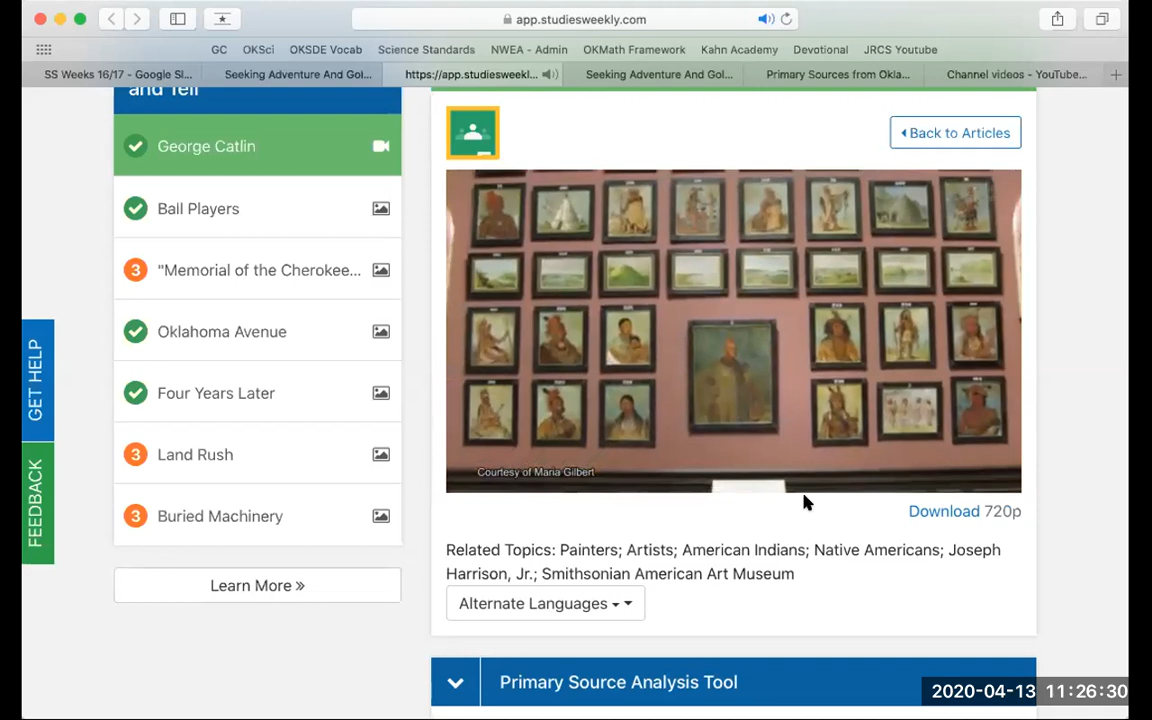 app.studiesweekly.com
GC OKSci OKSDE Vocab Science Standards NWEA - Admin OKMath Framework Kahn Academy Devotional JRCS Youtube
SS Weeks 16/17 - Google Sl... Seeking Adventure And Gol... https://app.studiesweekl... Seeking Adventure And Gol... Primary Sources from Okla... Channel videos - YouTube...
and Tell
George Catlin
Ball Players
3 "Memorial of the Cherokee...
Oklahoma Avenue
Four Years Later
3 Land Rush
3 Buried Machinery
Learn More »
GET HELP
FEEDBACK
Back to Articles
Courtesy of Maria Gilbert
Download 720p
Related Topics: Painters; Artists; American Indians; Native Americans; Joseph
Harrison, Jr.; Smithsonian American Art Museum
Alternate Languages
Primary Source Analysis Tool
2020-04-13 11:26:30